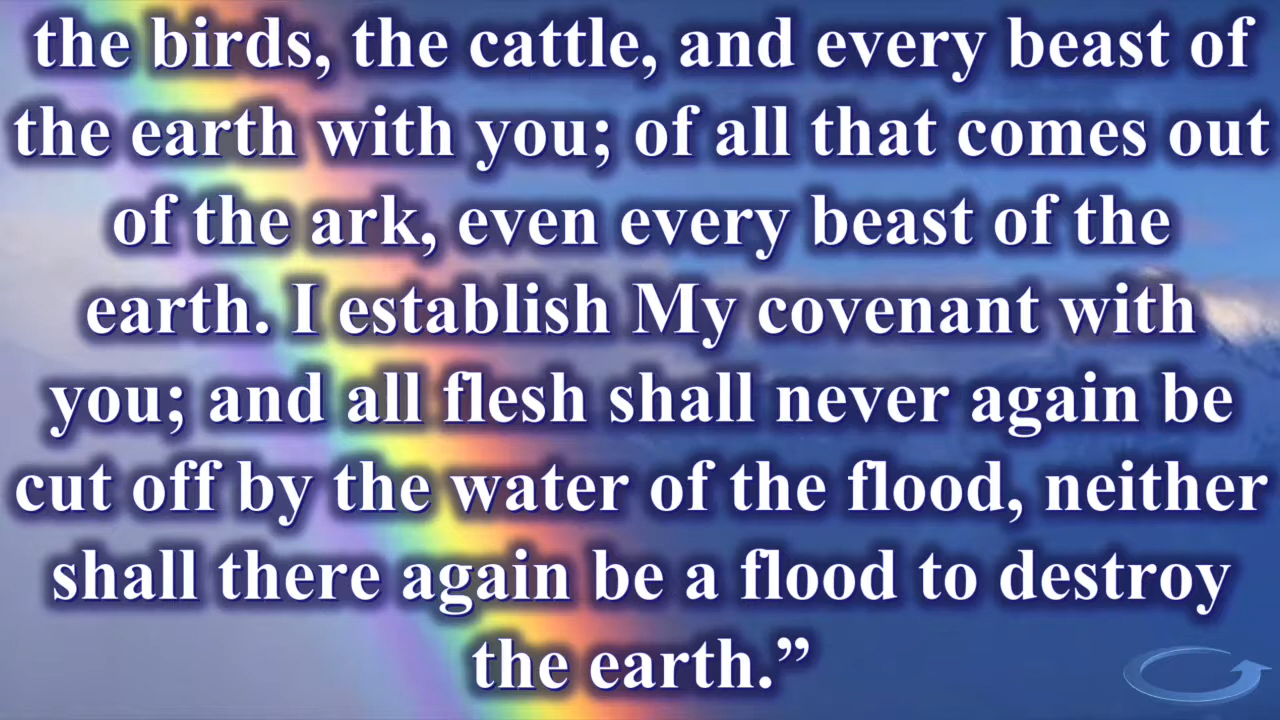 the birds, the cattle, and every beast of
the earth with you; of all that comes out
of the ark, even every beast of the
earth. I establish My covenant with
you; and all flesh shall never again be
cut off by the water of the flood, neither
shall there again be a flood to destroy
the earth.”